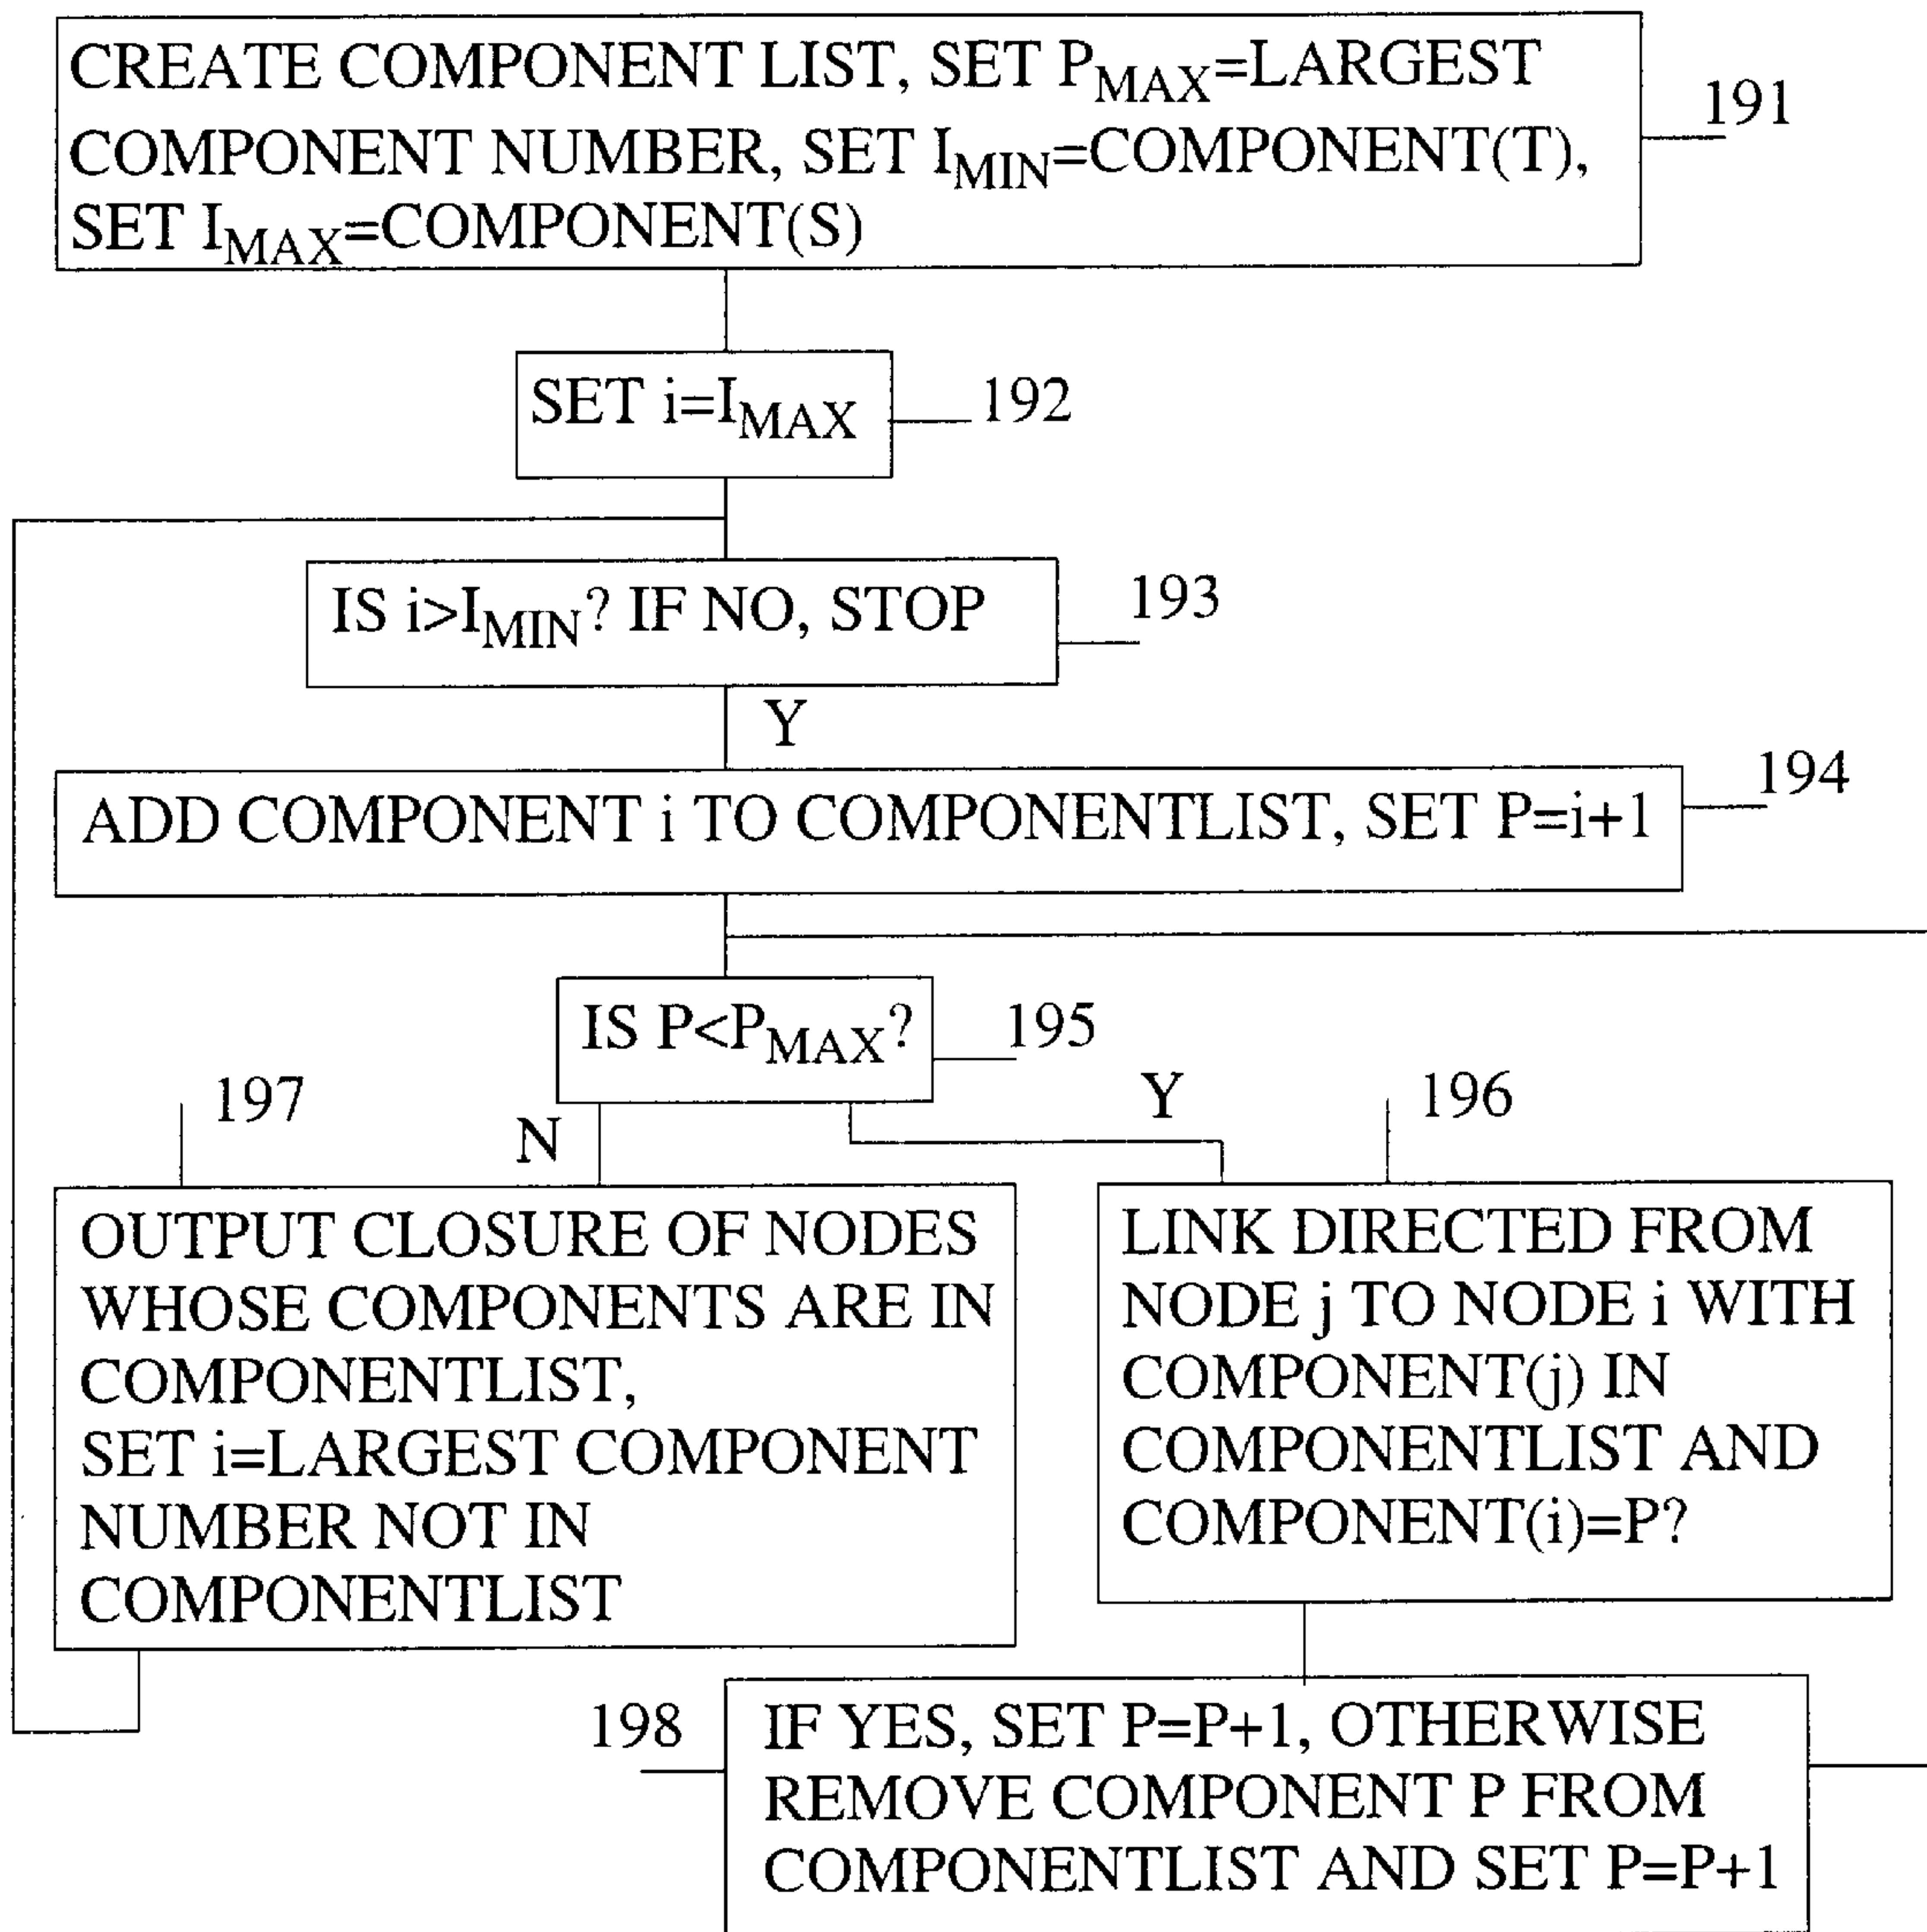 CREATE COMPONENT LIST, SET PMAX=LARGEST
COMPONENT NUMBER, SET IMIN=COMPONENT(T),
SET IMAX=COMPONENT(S)
191
SET i=IMAX
192
IS i>IMIN? IF NO, STOP
193
Y
ADD COMPONENT i TO COMPONENTLIST, SET P=i+1
194
IS P<PMAX?
195
197
N
Y
196
OUTPUT CLOSURE OF NODES
WHOSE COMPONENTS ARE IN
COMPONENTLIST,
SET i=LARGEST COMPONENT
NUMBER NOT IN
COMPONENTLIST
LINK DIRECTED FROM
NODE j TO NODE i WITH
COMPONENT(j) IN
COMPONENTLIST AND
COMPONENT(i)=P?
198
IF YES, SET P=P+1, OTHERWISE
REMOVE COMPONENT P FROM
COMPONENTLIST AND SET P=P+1